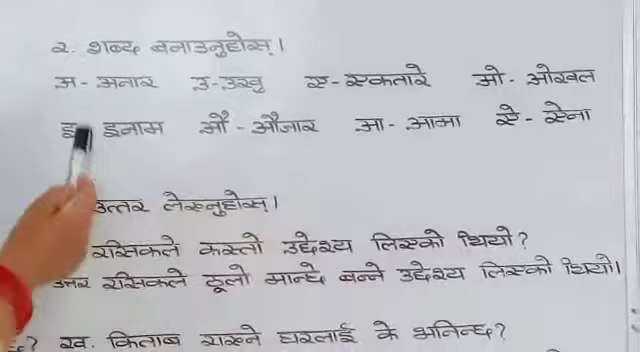 २. शब्द बनाउनुहोस् ।
अ - अनार उ - उखु ए - एकतारे ओ - ओखल
इ - इनाम औ - औजार आ - आमा ऐ - ऐना
उत्तर लेख्नुहोस् ।
रसिकले कस्तो उद्देश्य लिएको थियो?
उत्तर रसिकले ठूलो मान्छे बन्ने उद्देश्य लिएको थियो।
ख. किताब राख्ने घरलाई के भनिन्छ?